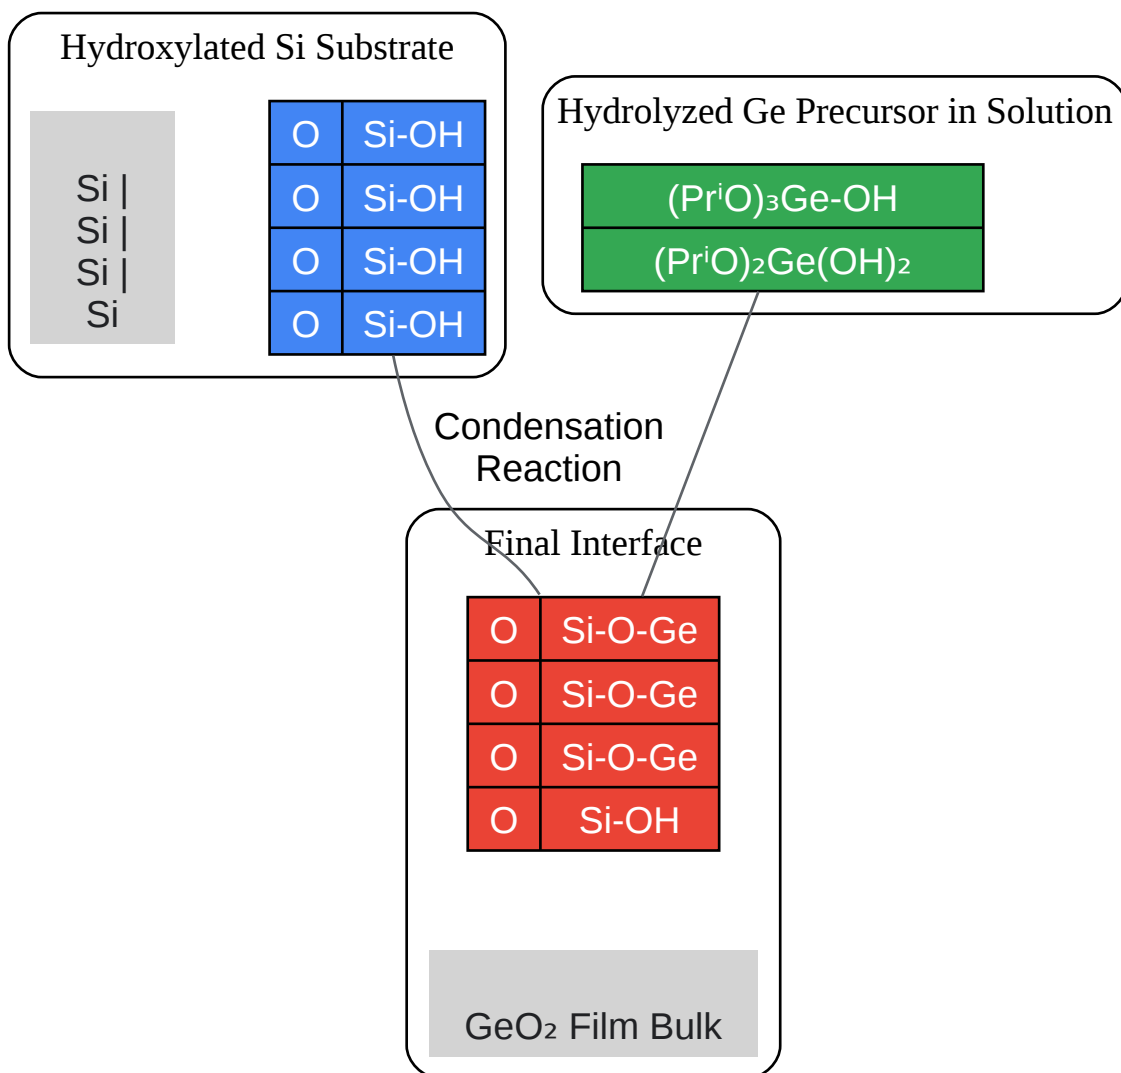 Hydroxylated Si Substrate
Si |
Si |
Si |
Si
O Si-OH
O Si-OH
O Si-OH
O Si-OH
Hydrolyzed Ge Precursor in Solution
(PrⁱO)₃Ge-OH
(PrⁱO)₂Ge(OH)₂
Condensation
Reaction
Final Interface
O Si-O-Ge
O Si-O-Ge
O Si-O-Ge
O Si-OH
GeO₂ Film Bulk